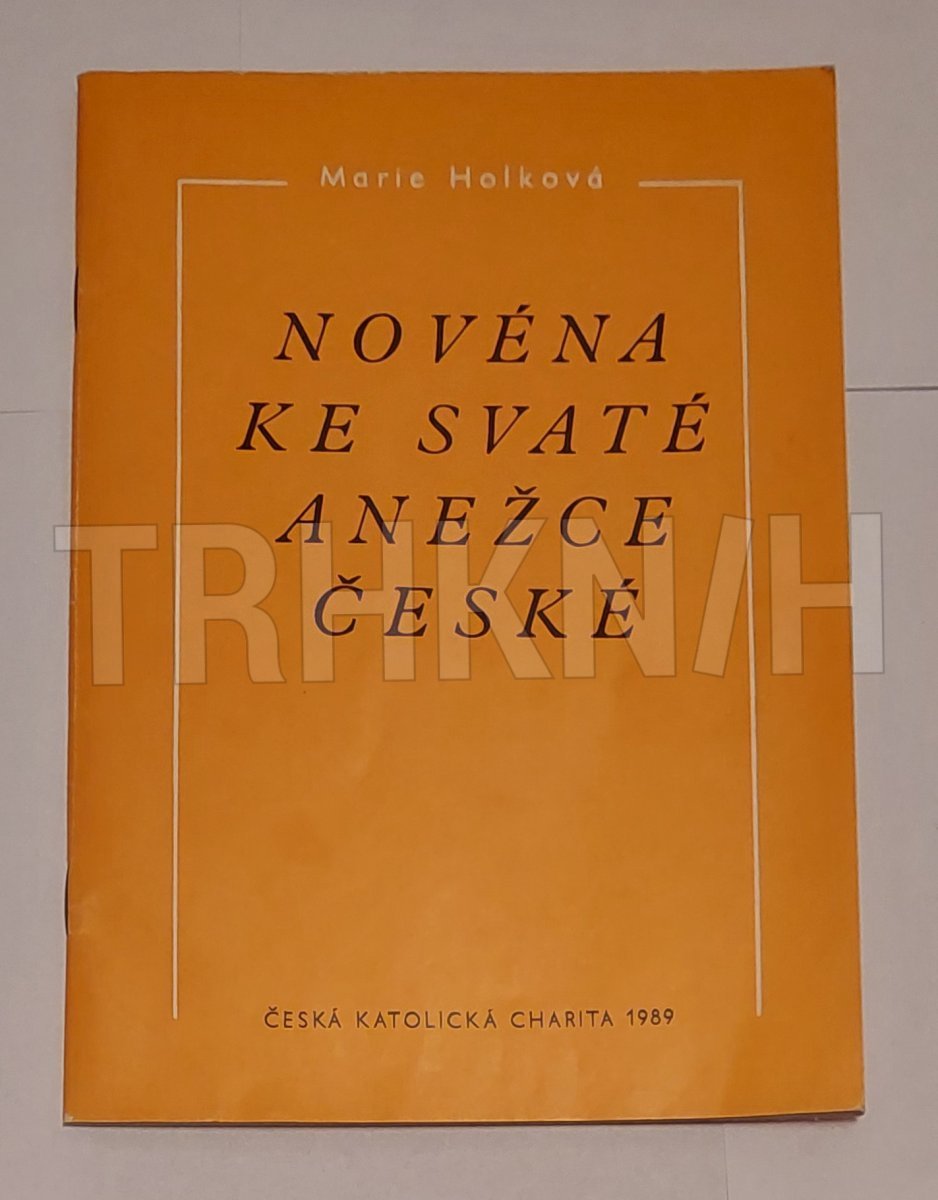 Marie Holková
NOVÉNA
KE SVATÉ
ANEŽCE
ČESKÉ
TRHKNIH
ČESKÁ KATOLICKÁ CHARITA 1989